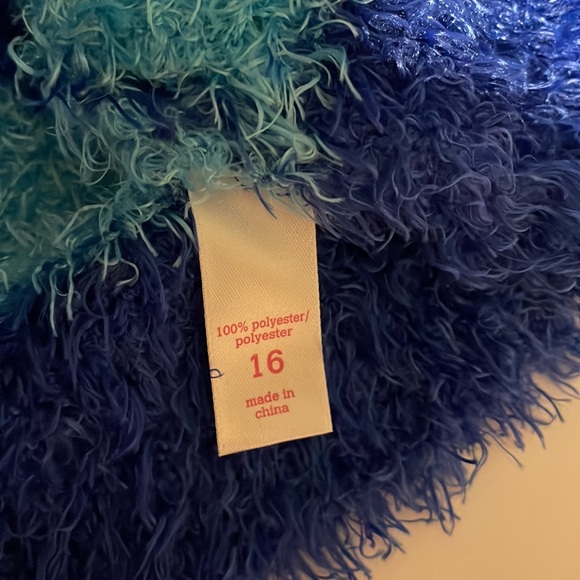 100% polyester/
polyester
16
made in
china